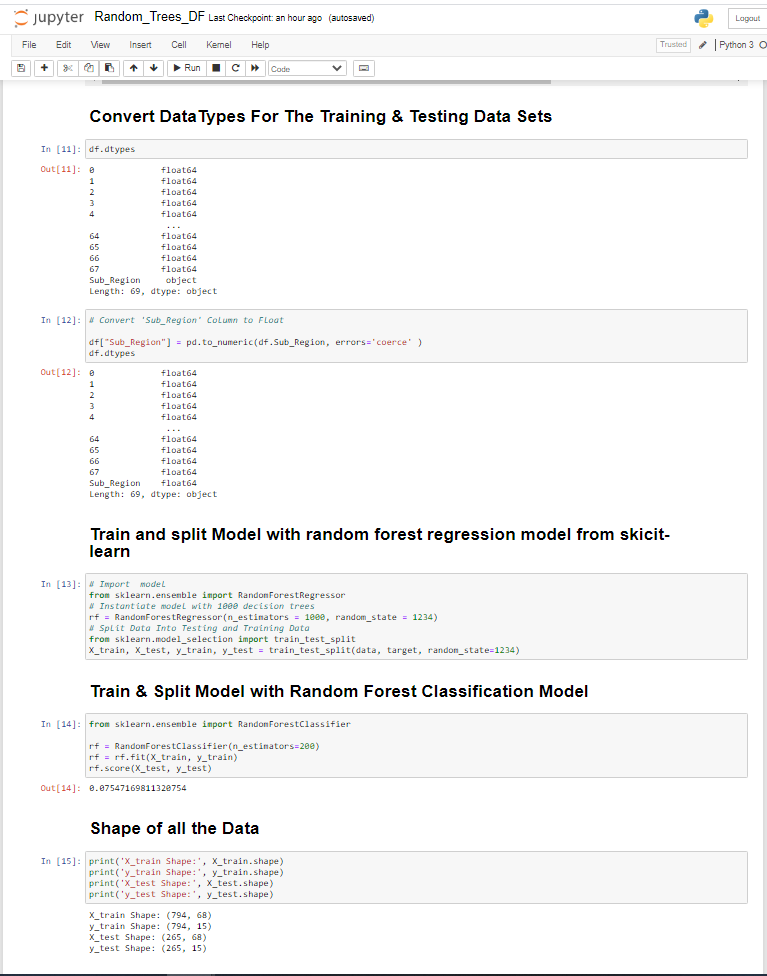 jupyter Random_Trees_DF Last Checkpoint: an hour ago (autosaved)
Logout
File Edit View Insert Cell Kernel Help
Trusted Python 3
Run Code
Convert DataTypes For The Training & Testing Data Sets
In [11]: df.dtypes
Out[11]: 0 float64
1 float64
2 float64
3 float64
4 float64
...
64 float64
65 float64
66 float64
67 float64
Sub_Region object
Length: 69, dtype: object
In [12]: # Convert 'Sub_Region' Column to Float
df["Sub_Region"] = pd.to_numeric(df.Sub_Region, errors='coerce' )
df.dtypes
Out[12]: 0 float64
1 float64
2 float64
3 float64
4 float64
...
64 float64
65 float64
66 float64
67 float64
Sub_Region float64
Length: 69, dtype: object
Train and split Model with random forest regression model from skicit-
learn
In [13]: # Import model
from sklearn.ensemble import RandomForestRegressor
# Instantiate model with 1000 decision trees
rf = RandomForestRegressor(n_estimators = 1000, random_state = 1234)
# Split Data Into Testing and Training Data
from sklearn.model_selection import train_test_split
X_train, X_test, y_train, y_test = train_test_split(data, target, random_state=1234)
Train & Split Model with Random Forest Classification Model
In [14]: from sklearn.ensemble import RandomForestClassifier
rf = RandomForestClassifier(n_estimators=200)
rf = rf.fit(X_train, y_train)
rf.score(X_test, y_test)
Out[14]: 0.07547169811320754
Shape of all the Data
In [15]: print('X_train Shape:', X_train.shape)
print('y_train Shape:', y_train.shape)
print('X_test Shape:', X_test.shape)
print('y_test Shape:', y_test.shape)
X_train Shape: (794, 68)
y_train Shape: (794, 15)
X_test Shape: (265, 68)
y_test Shape: (265, 15)